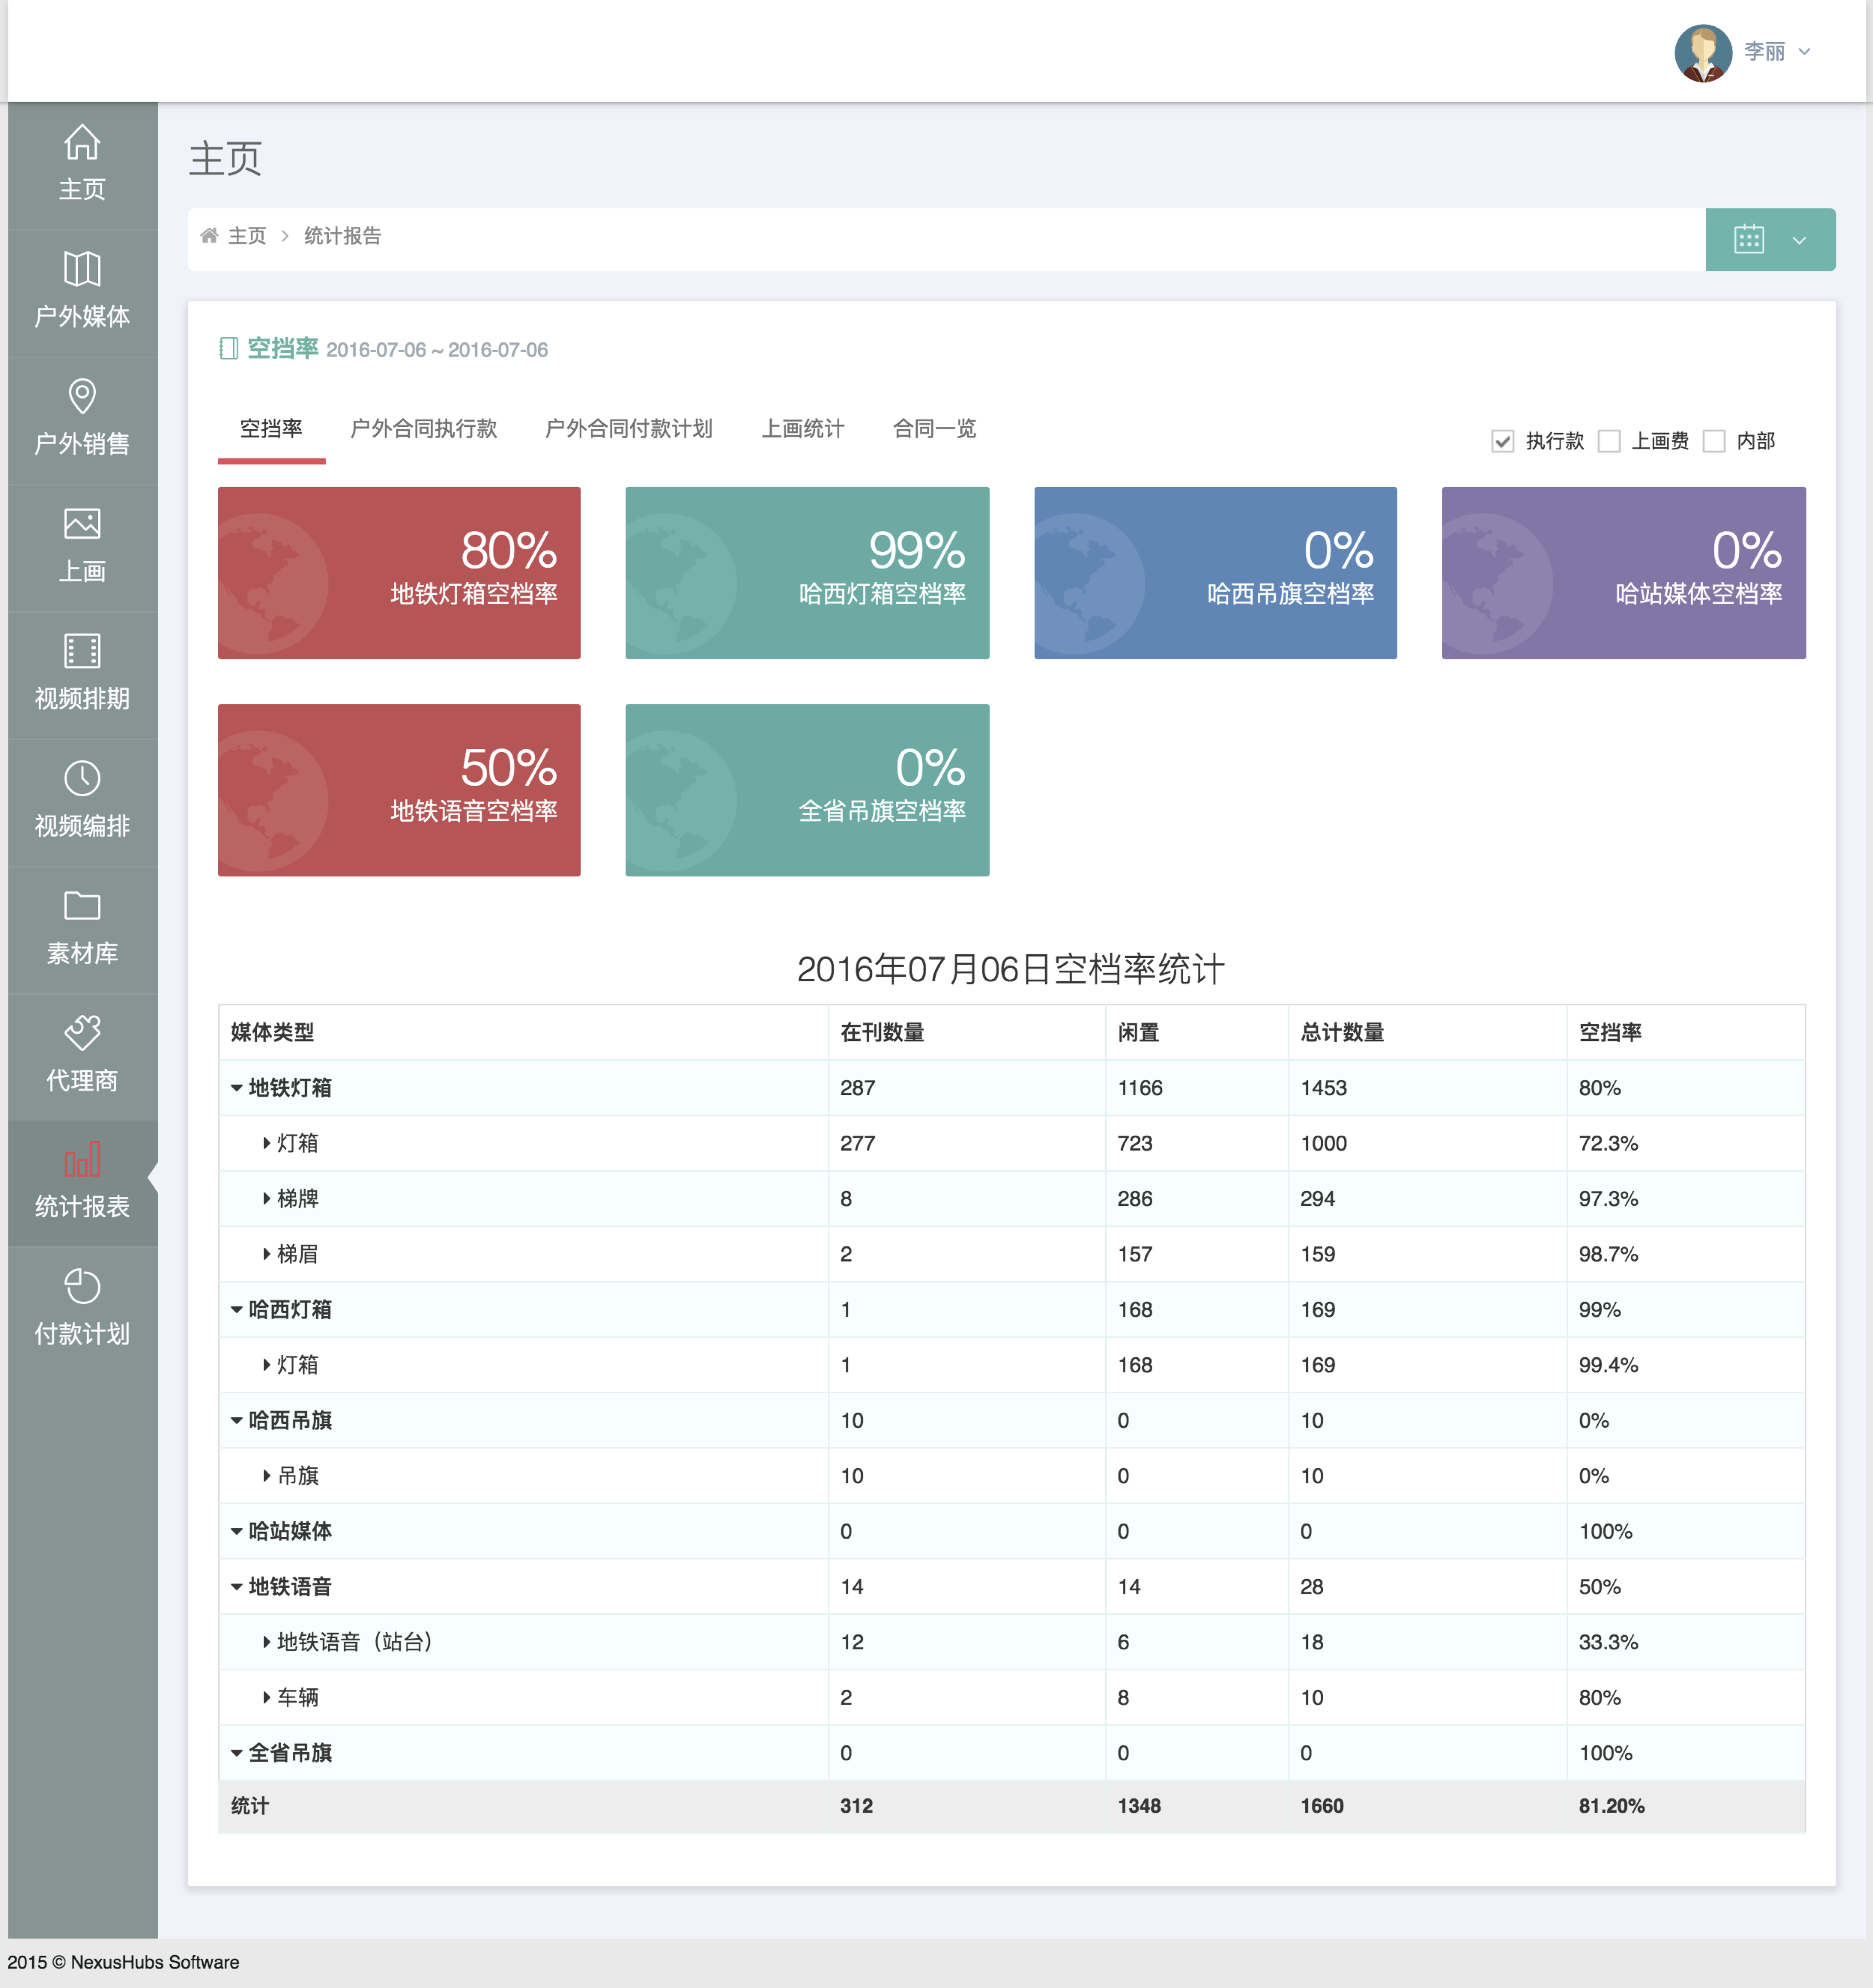 李丽
主页
户外媒体
户外销售
上画
视频排期
视频编排
素材库
代理商
统计报表
付款计划
主页
主页 > 统计报告
空挡率 2016-07-06 ~ 2016-07-06
空挡率 户外合同执行款 户外合同付款计划 上画统计 合同一览
执行款 上画费 内部
80%
地铁灯箱空档率
99%
哈西灯箱空档率
0%
哈西吊旗空档率
0%
哈站媒体空档率
50%
地铁语音空档率
0%
全省吊旗空档率
2016年07月06日空档率统计
媒体类型 在刊数量 闲置 总计数量 空挡率
地铁灯箱 287 1166 1453 80%
灯箱 277 723 1000 72.3%
梯牌 8 286 294 97.3%
梯眉 2 157 159 98.7%
哈西灯箱 1 168 169 99%
灯箱 1 168 169 99.4%
哈西吊旗 10 0 10 0%
吊旗 10 0 10 0%
哈站媒体 0 0 0 100%
地铁语音 14 14 28 50%
地铁语音（站台） 12 6 18 33.3%
车辆 2 8 10 80%
全省吊旗 0 0 0 100%
统计 312 1348 1660 81.20%
2015 © NexusHubs Software